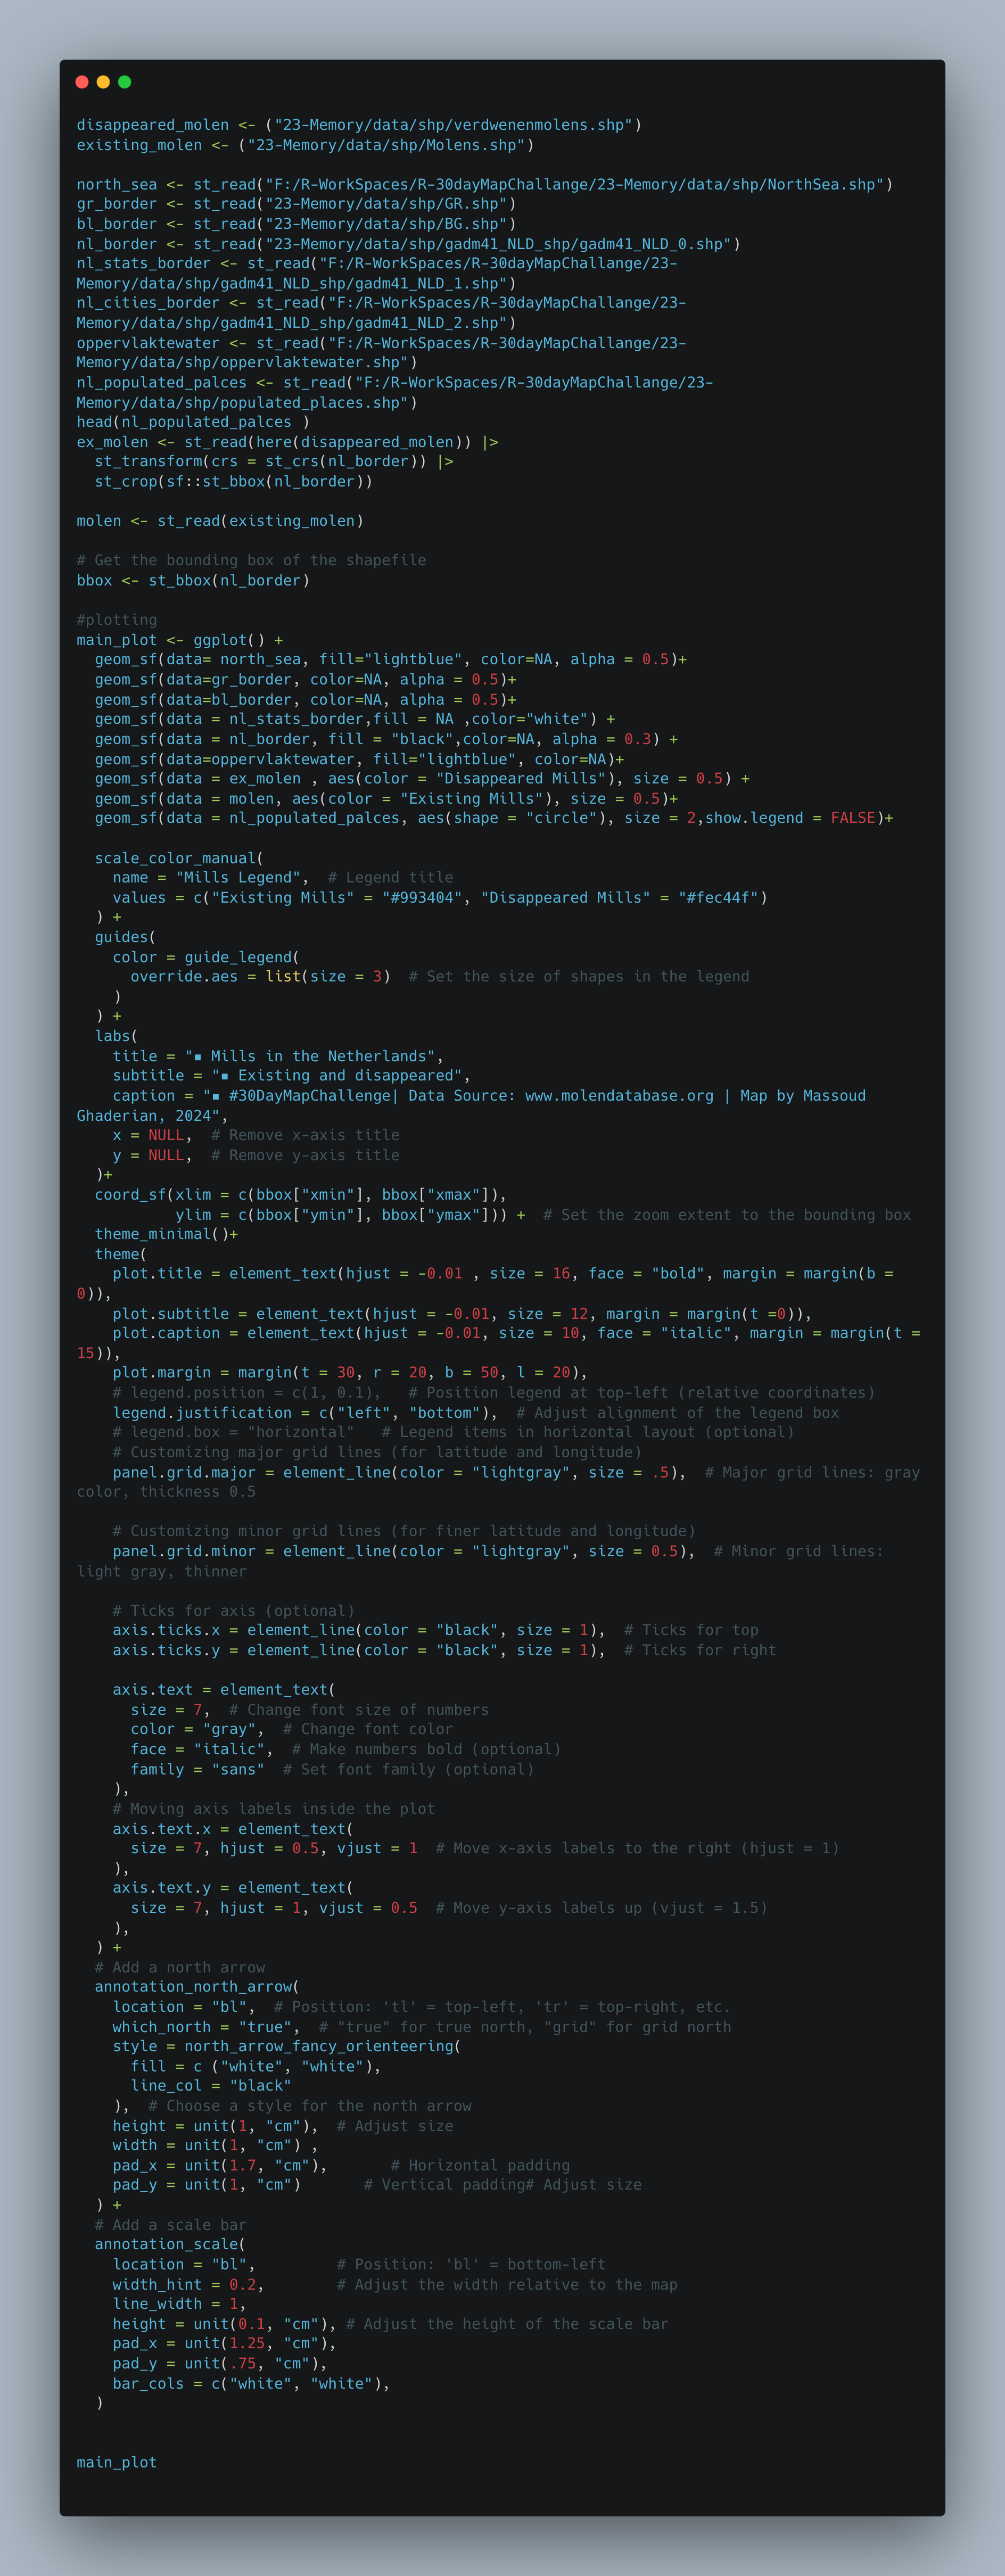 disappeared_molen <- ("23-Memory/data/shp/verdwenenmolens.shp")
existing_molen <- ("23-Memory/data/shp/Molens.shp")
north_sea <- st_read("F:/R-WorkSpaces/R-30dayMapChallange/23-Memory/data/shp/NorthSea.shp")
gr_border <- st_read("23-Memory/data/shp/GR.shp")
bl_border <- st_read("23-Memory/data/shp/BG.shp")
nl_border <- st_read("23-Memory/data/shp/gadm41_NLD_shp/gadm41_NLD_0.shp")
nl_stats_border <- st_read("F:/R-WorkSpaces/R-30dayMapChallange/23-
Memory/data/shp/gadm41_NLD_shp/gadm41_NLD_1.shp")
nl_cities_border <- st_read("F:/R-WorkSpaces/R-30dayMapChallange/23-
Memory/data/shp/gadm41_NLD_shp/gadm41_NLD_2.shp")
oppervlaktewater <- st_read("F:/R-WorkSpaces/R-30dayMapChallange/23-
Memory/data/shp/oppervlaktewater.shp")
nl_populated_palces <- st_read("F:/R-WorkSpaces/R-30dayMapChallange/23-
Memory/data/shp/populated_places.shp")
head(nl_populated_palces )
ex_molen <- st_read(here(disappeared_molen)) |>
  st_transform(crs = st_crs(nl_border)) |>
  st_crop(sf::st_bbox(nl_border))
molen <- st_read(existing_molen)
# Get the bounding box of the shapefile
bbox <- st_bbox(nl_border)
#plotting
main_plot <- ggplot() +
  geom_sf(data= north_sea, fill="lightblue", color=NA, alpha = 0.5)+
  geom_sf(data=gr_border, color=NA, alpha = 0.5)+
  geom_sf(data=bl_border, color=NA, alpha = 0.5)+
  geom_sf(data = nl_stats_border,fill = NA ,color="white") +
  geom_sf(data = nl_border, fill = "black",color=NA, alpha = 0.3) +
  geom_sf(data=oppervlaktewater, fill="lightblue", color=NA)+
  geom_sf(data = ex_molen , aes(color = "Disappeared Mills"), size = 0.5) +
  geom_sf(data = molen, aes(color = "Existing Mills"), size = 0.5)+
  geom_sf(data = nl_populated_palces, aes(shape = "circle"), size = 2,show.legend = FALSE)+
  scale_color_manual(
    name = "Mills Legend",  # Legend title
    values = c("Existing Mills" = "#993404", "Disappeared Mills" = "#fec44f")
  ) +
  guides(
    color = guide_legend(
      override.aes = list(size = 3)  # Set the size of shapes in the legend
    )
  ) +
  labs(
    title = "▪ Mills in the Netherlands",
    subtitle = "▪ Existing and disappeared",
    caption = "▪ #30DayMapChallenge| Data Source: www.molendatabase.org | Map by Massoud
Ghaderian, 2024",
    x = NULL,  # Remove x-axis title
    y = NULL,  # Remove y-axis title
  )+
  coord_sf(xlim = c(bbox["xmin"], bbox["xmax"]),
           ylim = c(bbox["ymin"], bbox["ymax"])) +  # Set the zoom extent to the bounding box
  theme_minimal()+
  theme(
    plot.title = element_text(hjust = -0.01 , size = 16, face = "bold", margin = margin(b =
0)),
    plot.subtitle = element_text(hjust = -0.01, size = 12, margin = margin(t =0)),
    plot.caption = element_text(hjust = -0.01, size = 10, face = "italic", margin = margin(t =
15)),
    plot.margin = margin(t = 30, r = 20, b = 50, l = 20),
    # legend.position = c(1, 0.1),   # Position legend at top-left (relative coordinates)
    legend.justification = c("left", "bottom"),  # Adjust alignment of the legend box
    # legend.box = "horizontal"   # Legend items in horizontal layout (optional)
    # Customizing major grid lines (for latitude and longitude)
    panel.grid.major = element_line(color = "lightgray", size = .5),  # Major grid lines: gray
color, thickness 0.5
    # Customizing minor grid lines (for finer latitude and longitude)
    panel.grid.minor = element_line(color = "lightgray", size = 0.5),  # Minor grid lines:
light gray, thinner
    # Ticks for axis (optional)
    axis.ticks.x = element_line(color = "black", size = 1),  # Ticks for top
    axis.ticks.y = element_line(color = "black", size = 1),  # Ticks for right
    axis.text = element_text(
      size = 7,  # Change font size of numbers
      color = "gray",  # Change font color
      face = "italic",  # Make numbers bold (optional)
      family = "sans"  # Set font family (optional)
    ),
    # Moving axis labels inside the plot
    axis.text.x = element_text(
      size = 7, hjust = 0.5, vjust = 1  # Move x-axis labels to the right (hjust = 1)
    ),
    axis.text.y = element_text(
      size = 7, hjust = 1, vjust = 0.5  # Move y-axis labels up (vjust = 1.5)
    ),
  ) +
  # Add a north arrow
  annotation_north_arrow(
    location = "bl",  # Position: 'tl' = top-left, 'tr' = top-right, etc.
    which_north = "true",  # "true" for true north, "grid" for grid north
    style = north_arrow_fancy_orienteering(
      fill = c ("white", "white"),
      line_col = "black"
    ),  # Choose a style for the north arrow
    height = unit(1, "cm"),  # Adjust size
    width = unit(1, "cm") ,
    pad_x = unit(1.7, "cm"),       # Horizontal padding
    pad_y = unit(1, "cm")       # Vertical padding# Adjust size
  ) +
  # Add a scale bar
  annotation_scale(
    location = "bl",         # Position: 'bl' = bottom-left
    width_hint = 0.2,        # Adjust the width relative to the map
    line_width = 1,
    height = unit(0.1, "cm"), # Adjust the height of the scale bar
    pad_x = unit(1.25, "cm"),
    pad_y = unit(.75, "cm"),
    bar_cols = c("white", "white"),
  )
main_plot